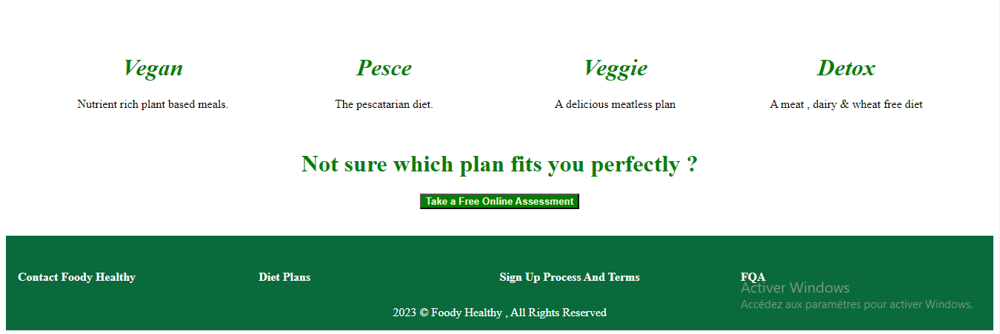 Vegan Pesce Veggie Detox
Nutrient rich plant based meals. The pescatarian diet. A delicious meatless plan A meat , dairy & wheat free diet
Not sure which plan fits you perfectly ?
Take a Free Online Assessment
Contact Foody Healthy Diet Plans Sign Up Process And Terms FQA
Activer Windows
Accédez aux paramètres pour activer Windows.
2023 © Foody Healthy , All Rights Reserved